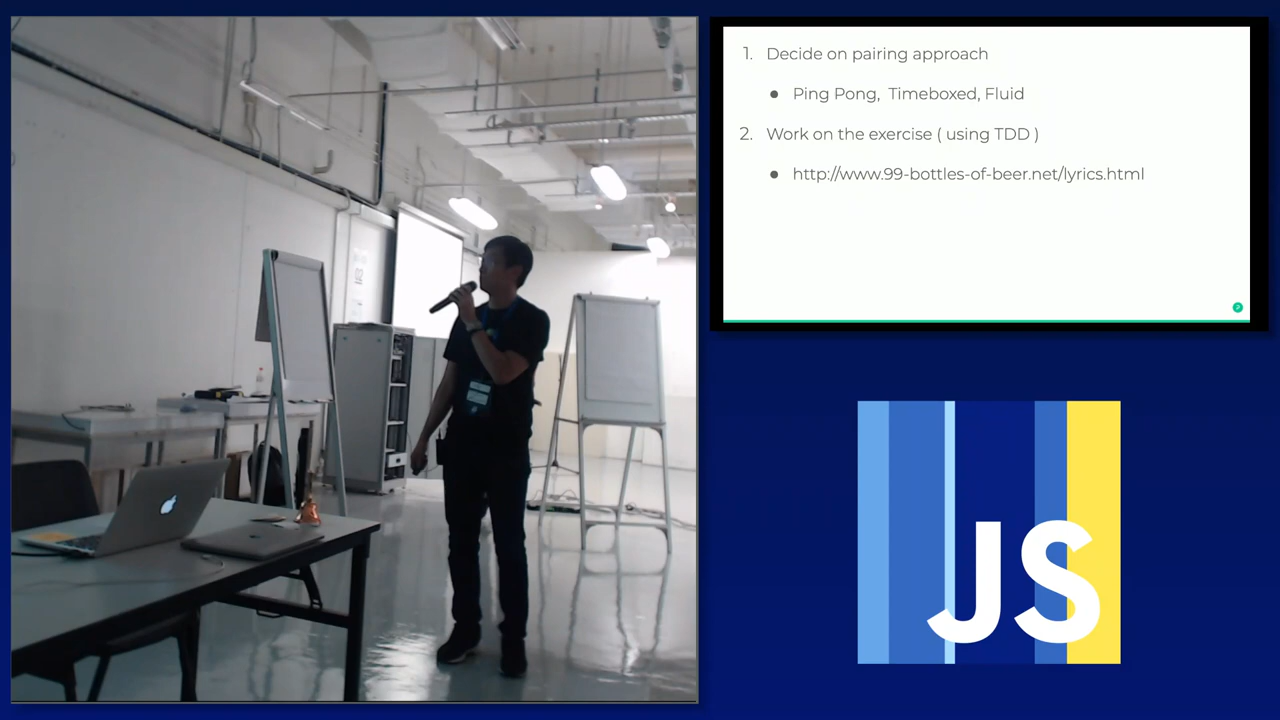 1. Decide on pairing approach
● Ping Pong, Timeboxed, Fluid
2. Work on the exercise ( using TDD )
● http://www.99-bottles-of-beer.net/lyrics.html
JS